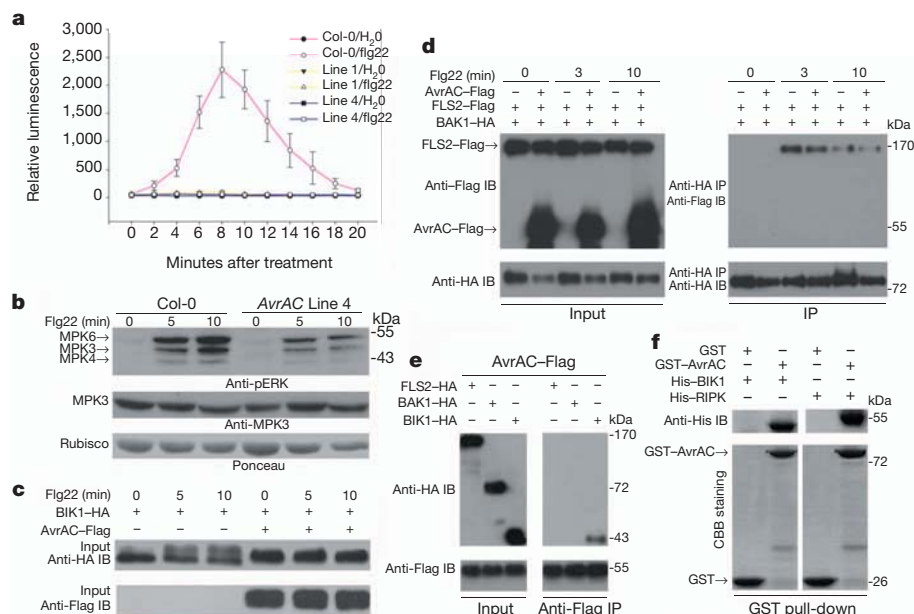 a
3,000
2,500
2,000
1,500
1,000
500
0
Relative luminescence
Col-0/H₂0
Col-0/flg22
Line 1/H₂0
Line 1/flg22
Line 4/H₂0
Line 4/flg22
0 2 4 6 8 10 12 14 16 18 20
Minutes after treatment
b
Col-0 AvrAC Line 4
Flg22 (min) 0 5 10 0 5 10 kDa
MPK6→ -55
MPK3→
MPK4→ -43
Anti-pERK
MPK3
Anti-MPK3
Rubisco
Ponceau
c
Flg22 (min) 0 5 10 0 5 10
BIK1–HA + + + + + +
AvrAC–Flag – – – + + +
Input
Anti-HA IB
Input
Anti-Flag IB
d
Flg22 (min) 0 3 10 0 3 10
AvrAC–Flag – + – + – + – + – + – +
FLS2–Flag + + + + + + + + + + + +
BAK1–HA + + + + + + + + + + + + kDa
FLS2–Flag→ -170
Anti-Flag IB
Anti-HA IP
Anti-Flag IB
AvrAC–Flag→ -55
Anti-HA IB
Anti-HA IP
Anti-HA IB
-72
Input IP
e
AvrAC–Flag
FLS2–HA + – – + – –
BAK1–HA – + – – + –
BIK1–HA – – + – – + kDa
-170
Anti-HA IB -72
-43
Anti-Flag IB -55
Input Anti-Flag IP
f
GST + – + –
GST–AvrAC – + – +
His–BIK1 + + – –
His–RIPK – – + + kDa
Anti-His IB -55
GST–AvrAC→
-72
CBB staining
GST→ -26
GST pull-down